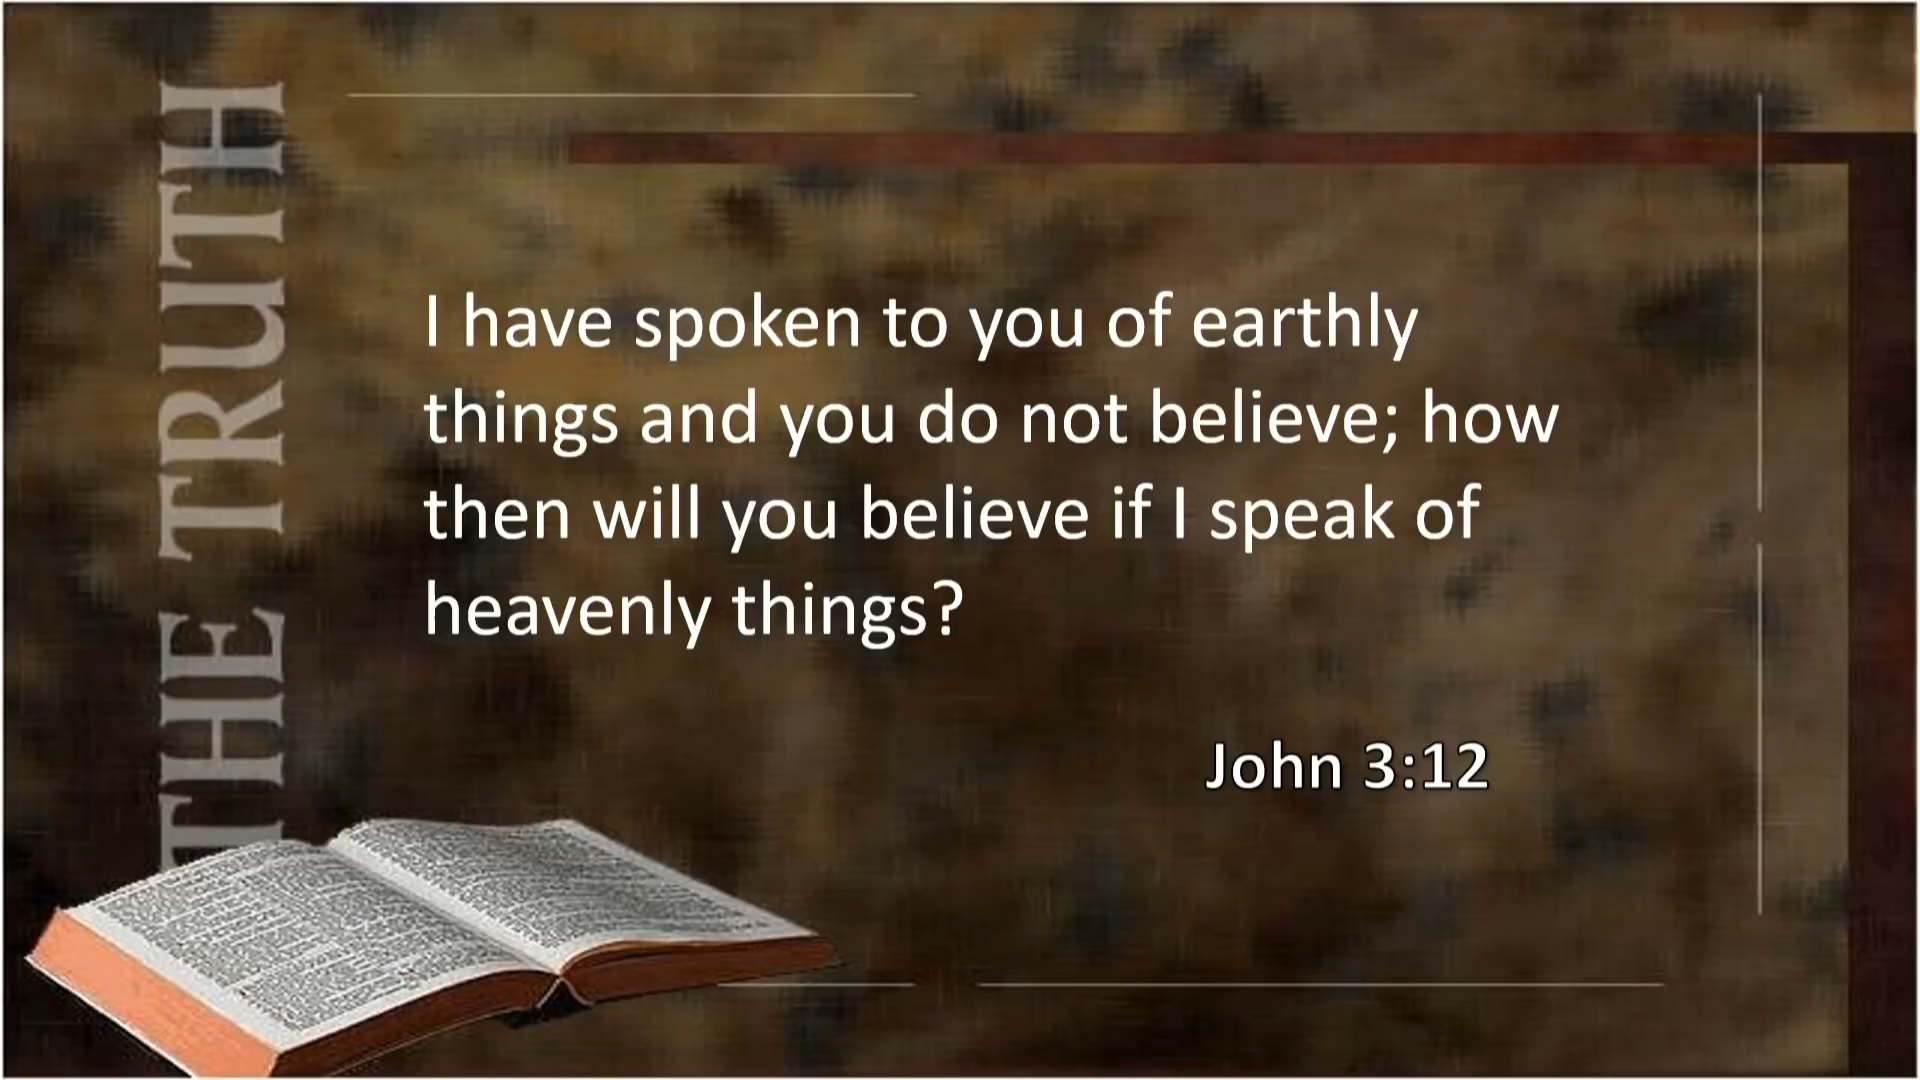 THE TRUTH
I have spoken to you of earthly
things and you do not believe; how
then will you believe if I speak of
heavenly things?
John 3:12